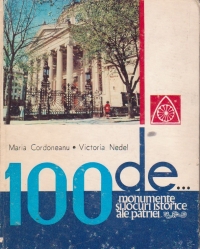 Maria Cordoneanu • Victoria Nedel
100 de...
monumente
și locuri istorice
ale patriei